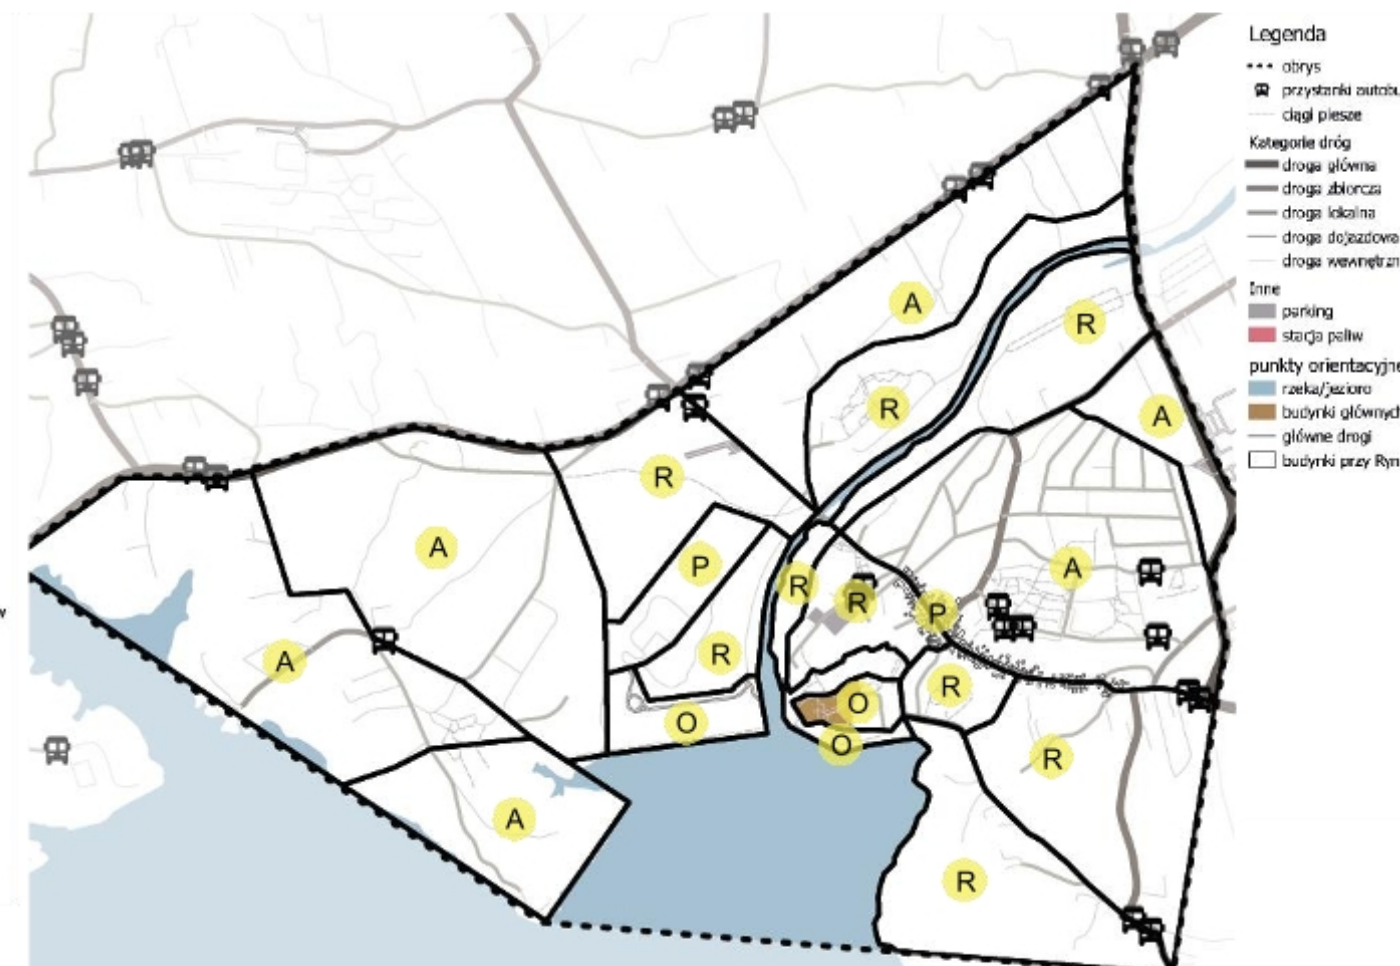 Legenda
obrys
przystanki autobu
ciągi piesze
Kategorie dróg
droga główna
droga zbiorcza
droga lokalna
droga dojazdowa
droga wewnętrzn
Inne
parking
stacja paliw
punkty orientacyjne
rzeka/jezioro
budynki głównych
główne drogi
budynki przy Ryn
A
R
A
R
R
A
P
R
A
R
P
A
R
R
O
O
O
R
A
R
w